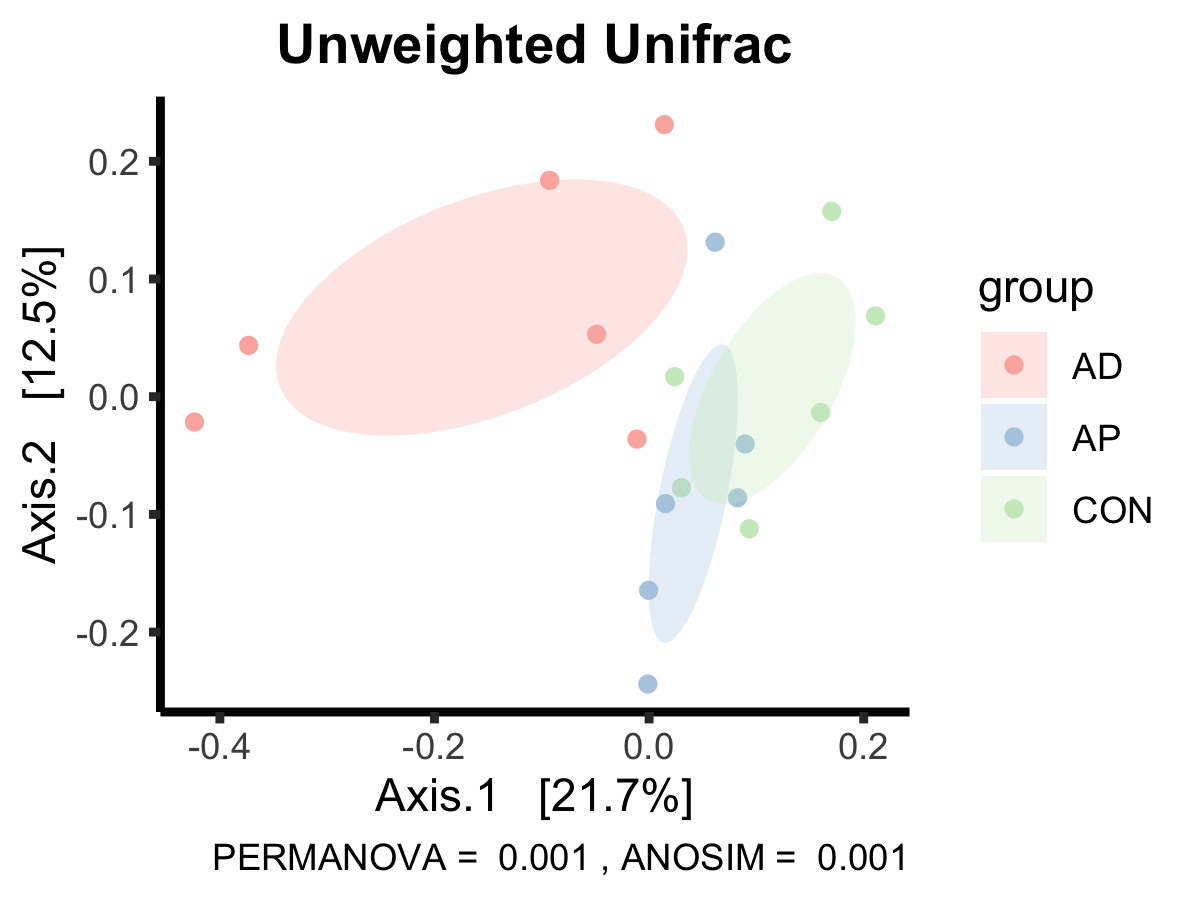 Unweighted Unifrac
Axis.2 [12.5%]
0.2
0.1
0.0
-0.1
-0.2
-0.4 -0.2 0.0 0.2
Axis.1 [21.7%]
PERMANOVA = 0.001 , ANOSIM = 0.001
group
AD
AP
CON